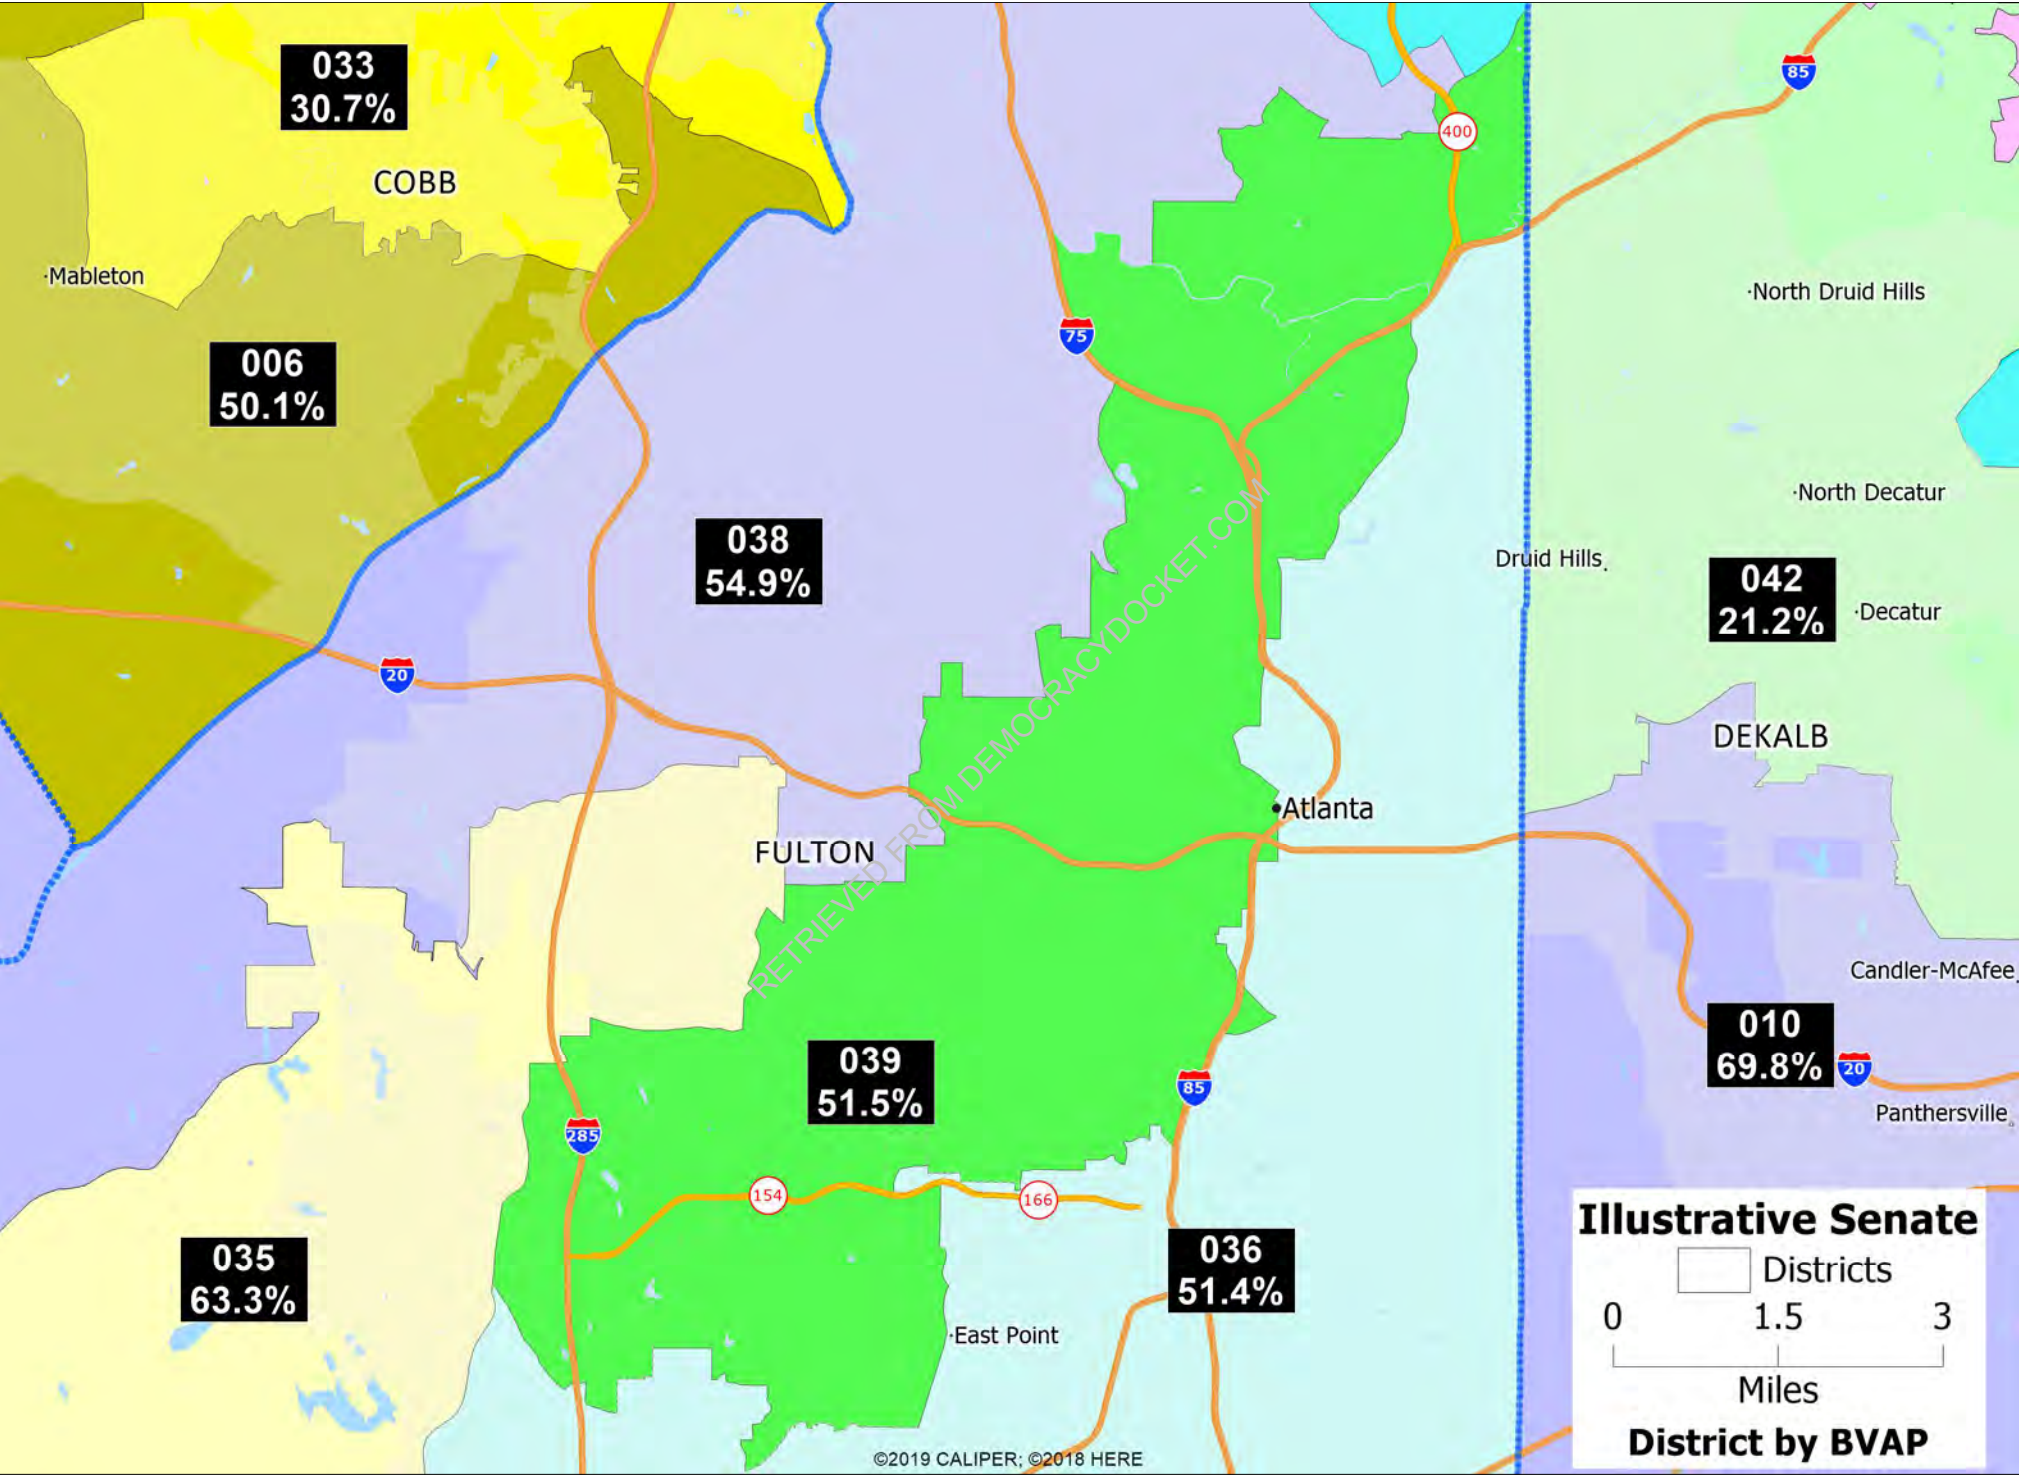 033
30.7%
COBB
400
85
·Mableton
·North Druid Hills
75
006
50.1%
·North Decatur
038
54.9%
Druid Hills
042
21.2%
·Decatur
20
DEKALB
Atlanta
FULTON
RETRIEVED FROM DEMOCRACYDOCKET.COM
Candler-McAfee
010
69.8%
20
039
51.5%
85
Panthersville
285
154
166
035
63.3%
036
51.4%
·East Point
Illustrative Senate
Districts
0 1.5 3
Miles
District by BVAP
©2019 CALIPER; ©2018 HERE